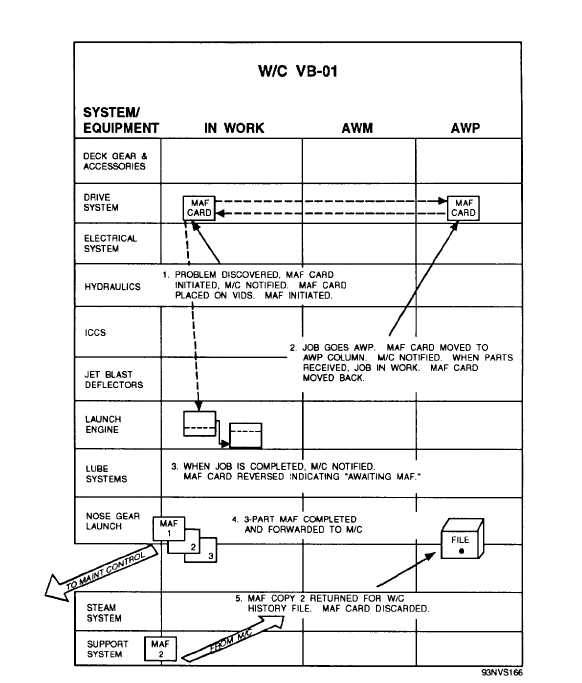 W/C VB-01
SYSTEM/
EQUIPMENT IN WORK AWM AWP
DECK GEAR &
ACCESSORIES
DRIVE
SYSTEM
MAF
CARD
MAF
CARD
ELECTRICAL
SYSTEM
HYDRAULICS
1. PROBLEM DISCOVERED, MAF CARD
INITIATED, M/C NOTIFIED. MAF CARD
PLACED ON VIDS. MAF INITIATED.
ICCS
2. JOB GOES AWP. MAF CARD MOVED TO
AWP COLUMN. M/C NOTIFIED. WHEN PARTS
RECEIVED, JOB IN WORK. MAF CARD
MOVED BACK.
JET BLAST
DEFLECTORS
LAUNCH
ENGINE
LUBE
SYSTEMS
3. WHEN JOB IS COMPLETED, M/C NOTIFIED.
MAF CARD REVERSED INDICATING "AWAITING MAF."
NOSE GEAR
LAUNCH
MAF
1
2
3
4. 3-PART MAF COMPLETED
AND FORWARDED TO M/C
FILE
TO MAINT CONTROL
STEAM
SYSTEM
5. MAF COPY 2 RETURNED FOR W/C
HISTORY FILE. MAF CARD DISCARDED.
SUPPORT
SYSTEM
MAF
2
FROM M/C
93NVS166